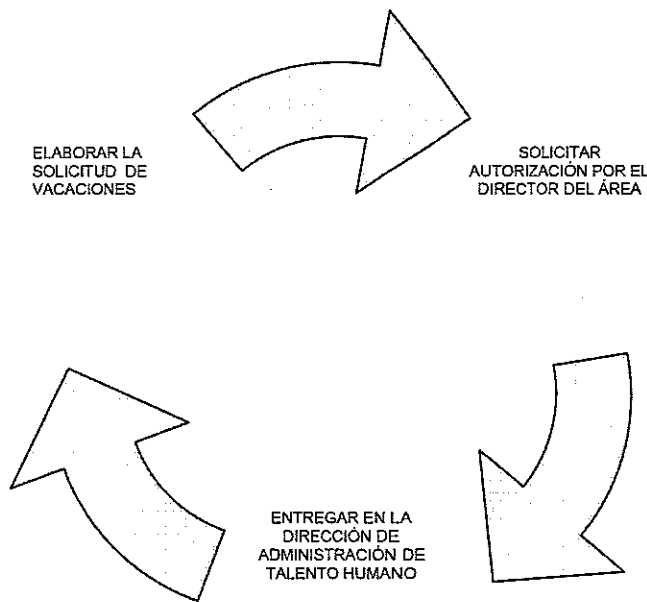 ELABORAR LA
SOLICITUD DE
VACACIONES
SOLICITAR
AUTORIZACIÓN POR EL
DIRECTOR DEL ÁREA
ENTREGAR EN LA
DIRECCIÓN DE
ADMINISTRACIÓN DE
TALENTO HUMANO